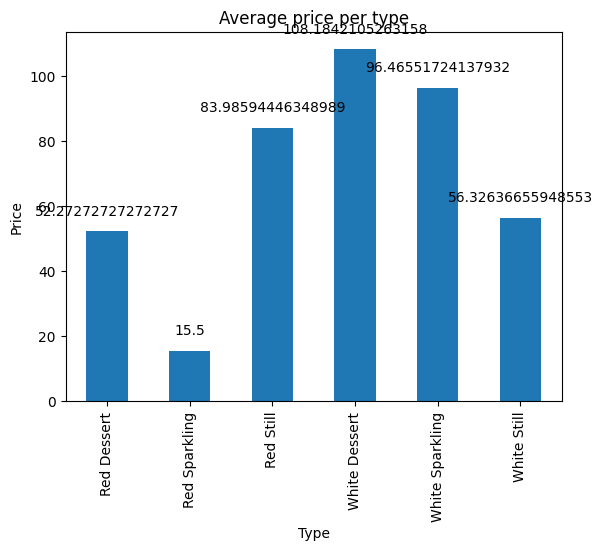 Average price per type
108.1842105263158
96.46551724137932
83.98594446348989
56.32636655948553
52.27272727272727
15.5
Price
100
80
60
40
20
0
Red Dessert
Red Sparkling
Red Still
White Dessert
White Sparkling
White Still
Type